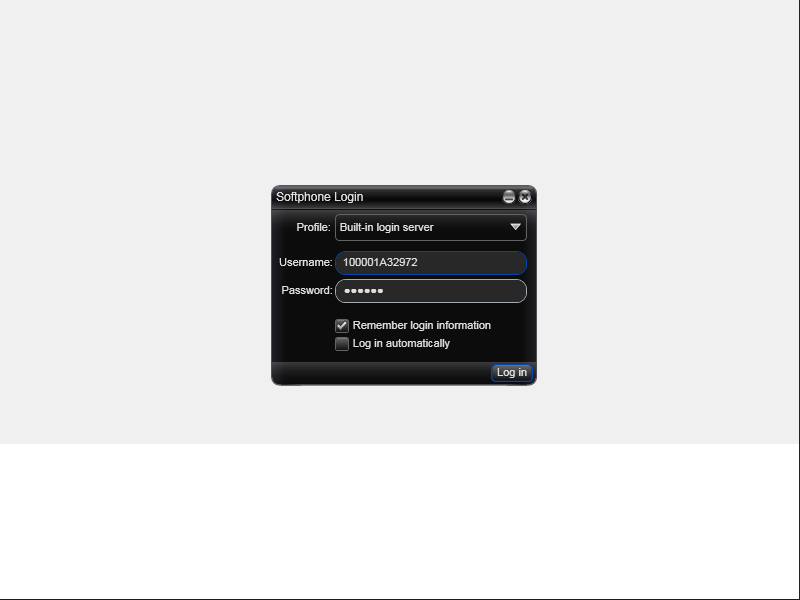 Softphone Login
Profile: Built-in login server
Username: 100001A32972
Password: ••••••
Remember login information
Log in automatically
Log in